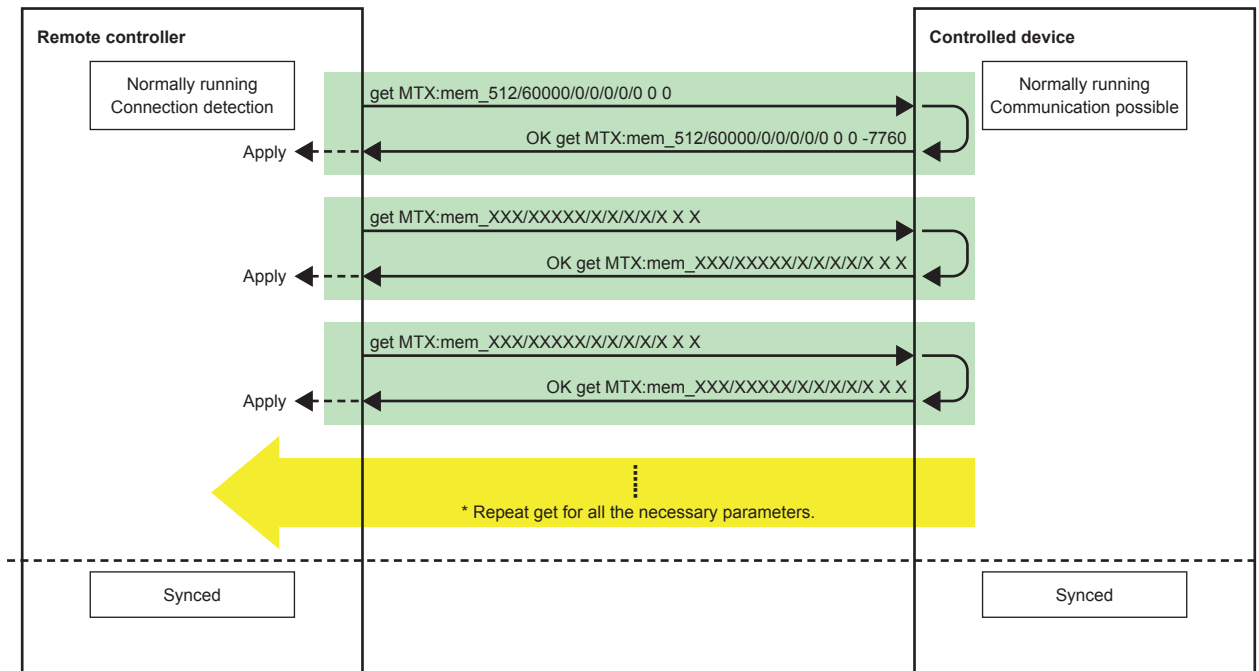 Remote controller
Controlled device
Normally running
Connection detection
Normally running
Communication possible
get MTX:mem_512/60000/0/0/0/0/0 0 0
OK get MTX:mem_512/60000/0/0/0/0/0 0 0 -7760
Apply
get MTX:mem_XXX/XXXXX/X/X/X/X/X X X
OK get MTX:mem_XXX/XXXXX/X/X/X/X/X X X
Apply
get MTX:mem_XXX/XXXXX/X/X/X/X/X X X
OK get MTX:mem_XXX/XXXXX/X/X/X/X/X X X
Apply
* Repeat get for all the necessary parameters.
Synced
Synced